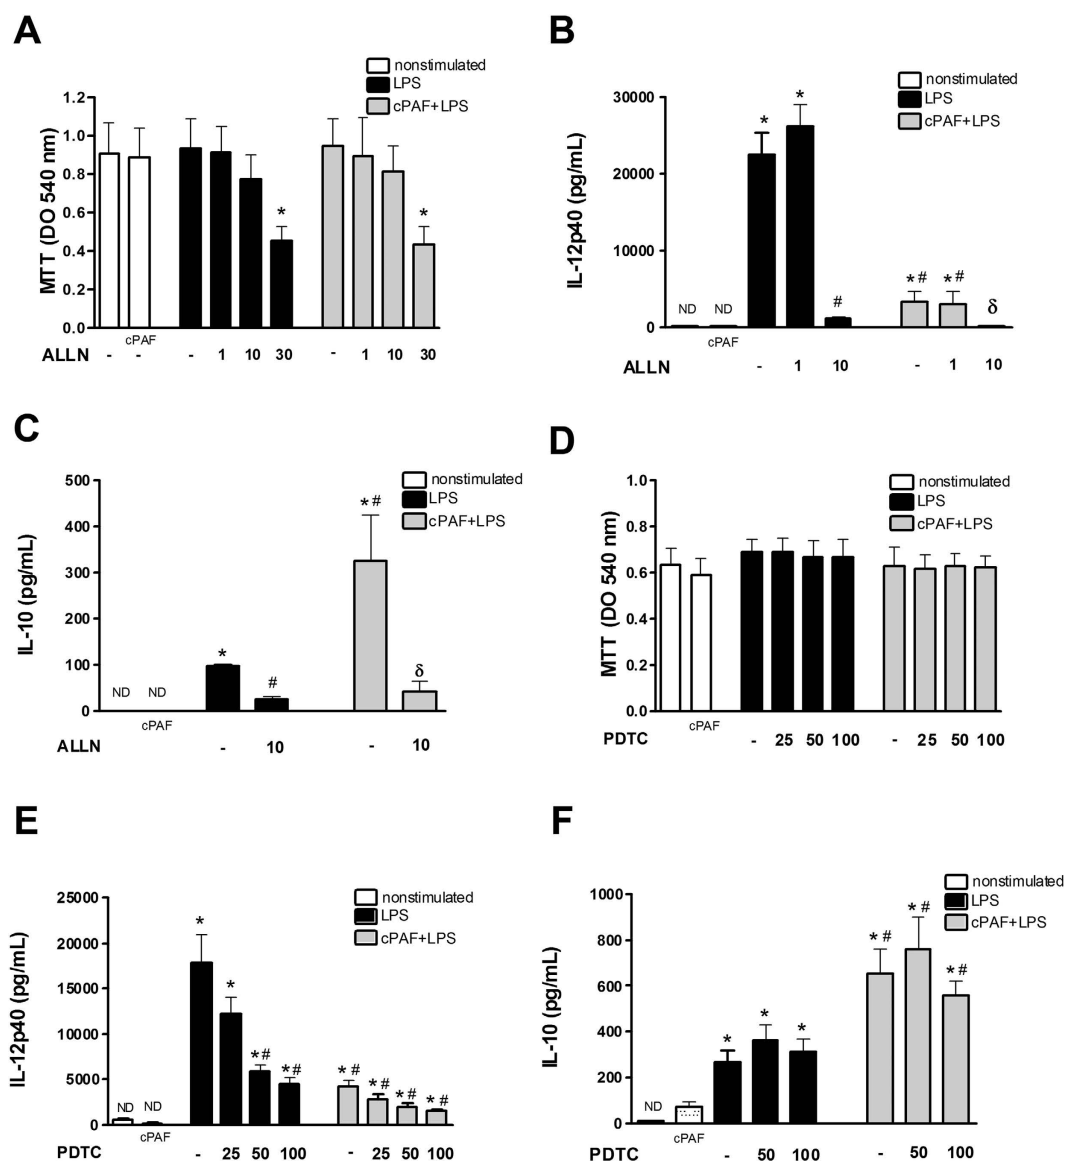 A
nonstimulated
LPS
cPAF+LPS
MTT (DO 540 nm)
1.2
1.0
0.8
0.6
0.4
0.2
0.0
* *
cPAF
ALLN - - - 1 10 30 - 1 10 30
B
nonstimulated
LPS
cPAF+LPS
IL-12p40 (pg/mL)
30000
20000
10000
0
ND ND * * # *# *# δ
cPAF
ALLN - 1 10 - 1 10
C
nonstimulated
LPS
cPAF+LPS
IL-10 (pg/mL)
500
400
300
200
100
0
ND ND * # *# δ
cPAF
ALLN - 10 - 10
D
nonstimulated
LPS
cPAF+LPS
MTT (DO 540 nm)
1.0
0.8
0.6
0.4
0.2
0.0
cPAF
PDTC - 25 50 100 - 25 50 100
E
nonstimulated
LPS
cPAF+LPS
IL-12p40 (pg/mL)
25000
20000
15000
10000
5000
0
ND ND * * *# *# *# *# *# *#
cPAF
PDTC - 25 50 100 - 25 50 100
F
nonstimulated
LPS
cPAF+LPS
IL-10 (pg/mL)
1000
800
600
400
200
0
ND * * * *# *# *#
cPAF
PDTC - 50 100 - 50 100